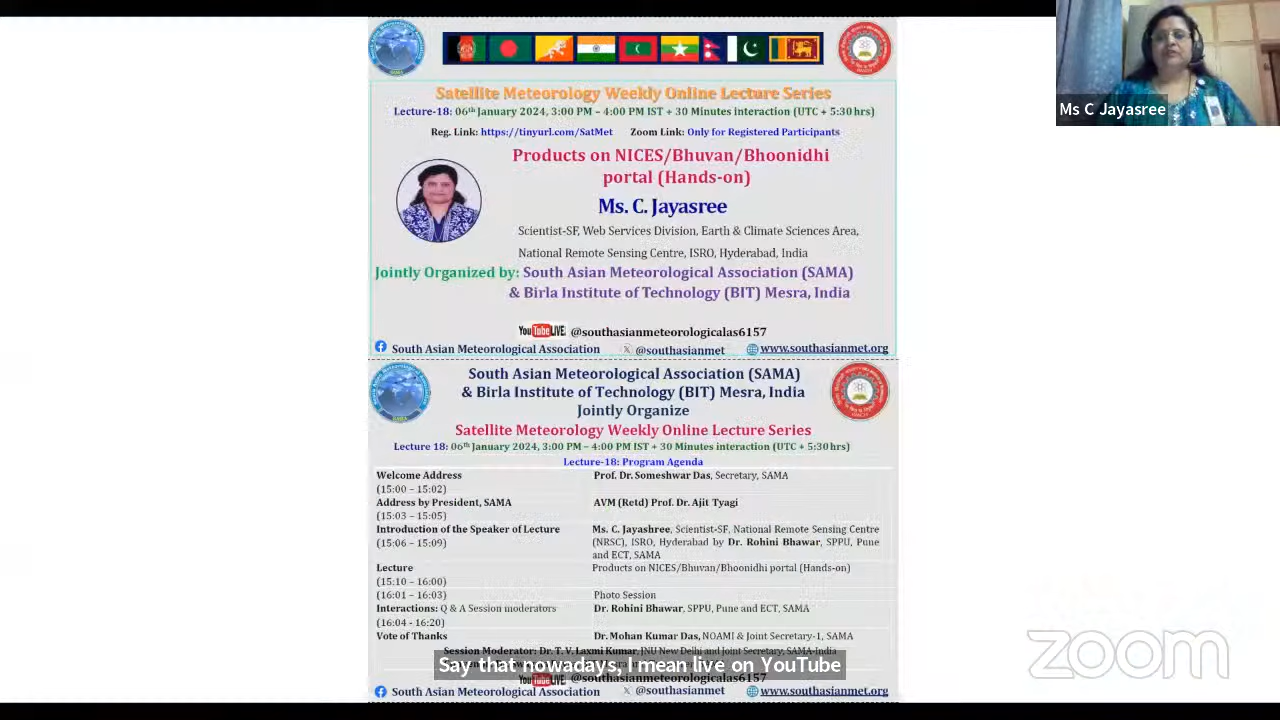 Satellite Meteorology Weekly Online Lecture Series
Lecture-18: 06th January 2024, 3:00 PM – 4:00 PM IST + 30 Minutes interaction (UTC + 5:30 hrs)
Reg. Link: https://tinyurl.com/SatMet Zoom Link: Only for Registered Participants
Products on NICES/Bhuvan/Bhoonidhi
portal (Hands-on)
Ms. C. Jayasree
Scientist-SF, Web Services Division, Earth & Climate Sciences Area,
National Remote Sensing Centre, ISRO, Hyderabad, India
Jointly Organized by: South Asian Meteorological Association (SAMA)
& Birla Institute of Technology (BIT) Mesra, India
YouTube LIVE @southasianmeteorologicalas6157
South Asian Meteorological Association @southasianmet www.southasianmet.org
South Asian Meteorological Association (SAMA)
& Birla Institute of Technology (BIT) Mesra, India
Jointly Organize
Satellite Meteorology Weekly Online Lecture Series
Lecture 18: 06th January 2024, 3:00 PM – 4:00 PM IST + 30 Minutes interaction (UTC + 5:30 hrs)
Lecture-18: Program Agenda
Welcome Address Prof. Dr. Someshwar Das, Secretary, SAMA
(15:00 – 15:02)
Address by President, SAMA AVM (Retd) Prof. Dr. Ajit Tyagi
(15:03 – 15:05)
Introduction of the Speaker of Lecture Ms. C. Jayashree, Scientist-SF, National Remote Sensing Centre
(15:06 – 15:09) (NRSC), ISRO, Hyderabad by Dr. Rohini Bhawar, SPPU, Pune
and ECT, SAMA
Lecture Products on NICES/Bhuvan/Bhoonidhi portal (Hands-on)
(15:10 – 16:00)
(16:01 – 16:03) Photo Session
Interactions: Q & A Session moderators Dr. Rohini Bhawar, SPPU, Pune and ECT, SAMA
(16:04 - 16:20)
Vote of Thanks Dr. Mohan Kumar Das, NOAMI & Joint Secretary-1, SAMA
Session Moderator: Dr. T. V. Laxmi Kumar, JNU New Delhi and Joint Secretary, SAMA-India
Say that nowadays, I mean live on YouTube
YouTube LIVE @southasianmeteorologicalas6157
South Asian Meteorological Association @southasianmet www.southasianmet.org
Ms C Jayasree
zoom